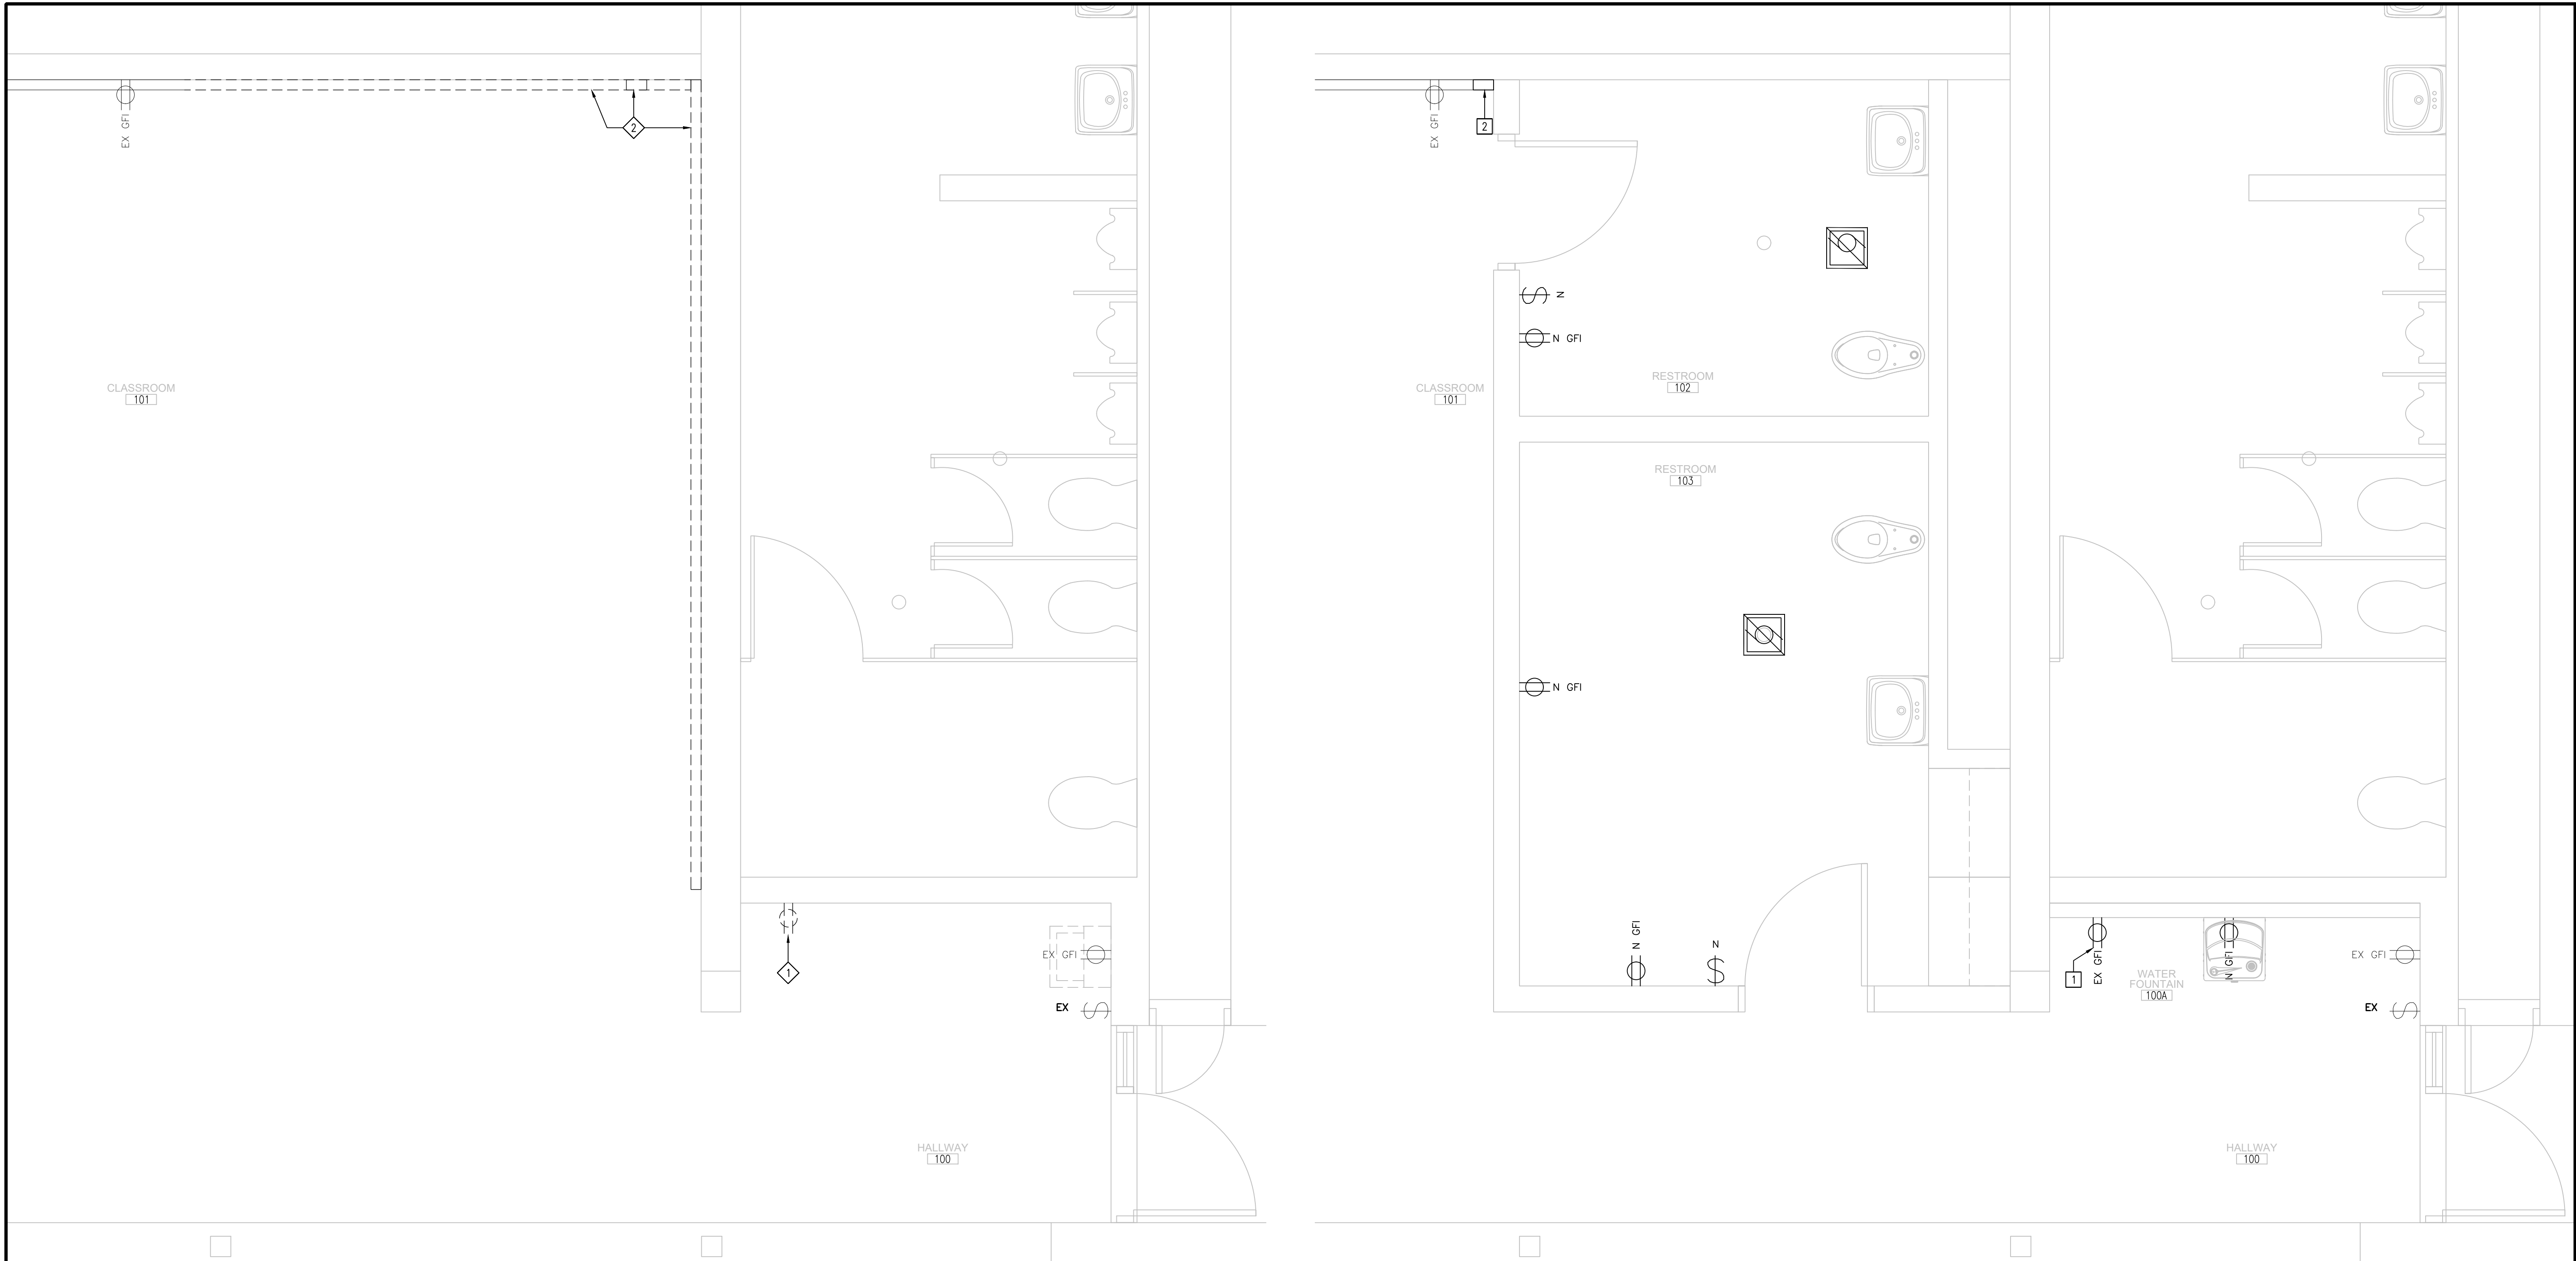 EX GFI
2
CLASSROOM
101
1
EX GFI
EX
HALLWAY
100
EX GFI
2
N
N GFI
CLASSROOM
101
RESTROOM
102
RESTROOM
103
N GFI
N GFI
N
1
EX GFI
WATER
FOUNTAIN
100A
N GFI
EX GFI
EX
HALLWAY
100